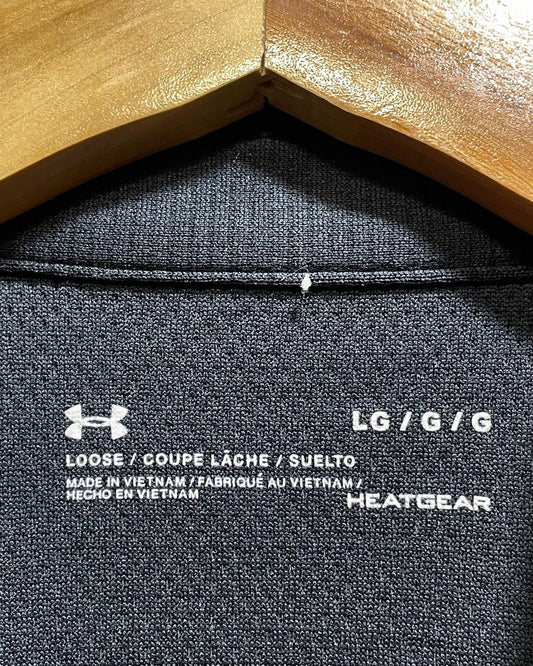 LG / G / G
LOOSE / COUPE LÂCHE / SUELTO
MADE IN VIETNAM / FABRIQUÉ AU VIETNAM /
HECHO EN VIETNAM
HEATGEAR